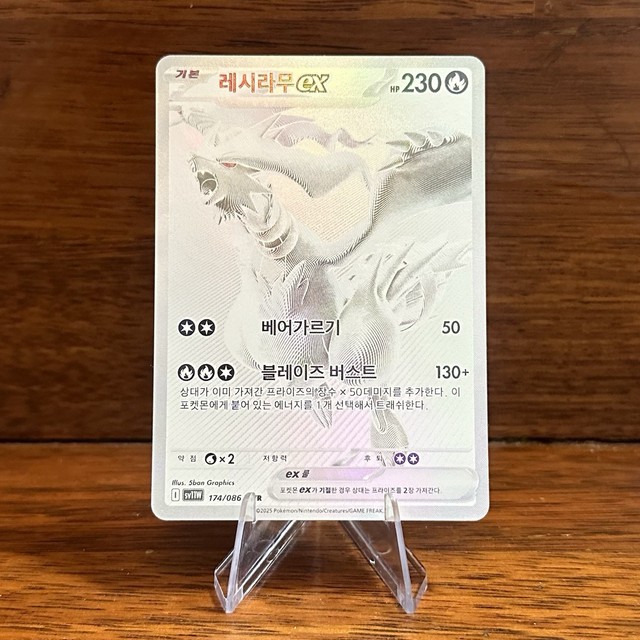 기본 레시라무 ex HP 230
베어가르기 50
블레이즈 버스트 130+
상대가 이미 가져간 프라이즈의 장수 × 50데미지를 추가한다. 이
포켓몬에게 붙어 있는 에너지를 1개 선택해서 트래쉬한다.
약점 ×2 저항력 후퇴
ex 룰
Illus. 5ban Graphics
포켓몬 ex가 기절한 경우 상대는 프라이즈를 2장 가져간다.
I sv11W 174/086
©2025 Pokémon/Nintendo/Creatures/GAME FREAK.